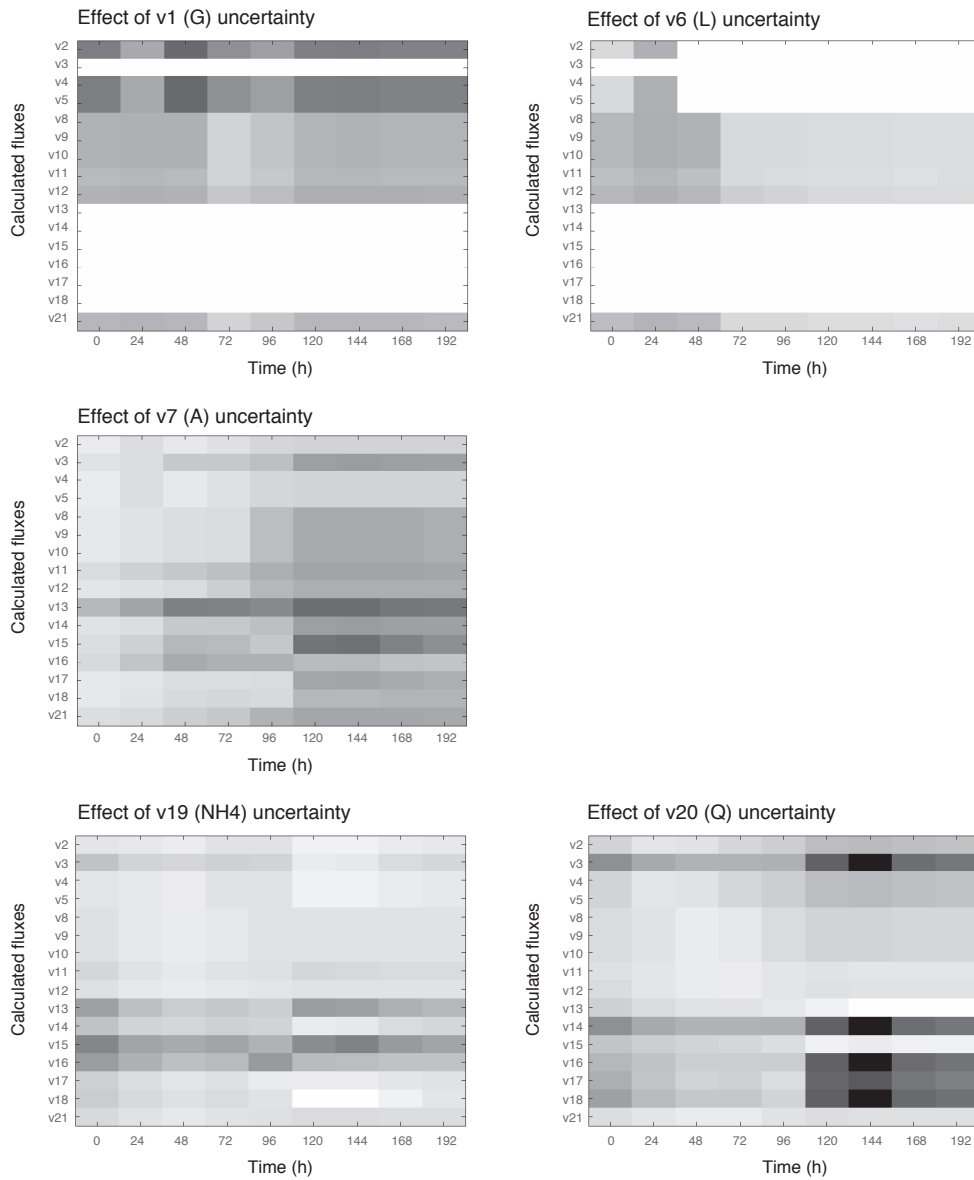 Effect of v1 (G) uncertainty
Calculated fluxes
v2
v3
v4
v5
v8
v9
v10
v11
v12
v13
v14
v15
v16
v17
v18
v21
0 24 48 72 96 120 144 168 192
Time (h)
Effect of v6 (L) uncertainty
Calculated fluxes
v2
v3
v4
v5
v8
v9
v10
v11
v12
v13
v14
v15
v16
v17
v18
v21
0 24 48 72 96 120 144 168 192
Time (h)
Effect of v7 (A) uncertainty
Calculated fluxes
v2
v3
v4
v5
v8
v9
v10
v11
v12
v13
v14
v15
v16
v17
v18
v21
0 24 48 72 96 120 144 168 192
Time (h)
Effect of v19 (NH4) uncertainty
Calculated fluxes
v2
v3
v4
v5
v8
v9
v10
v11
v12
v13
v14
v15
v16
v17
v18
v21
0 24 48 72 96 120 144 168 192
Time (h)
Effect of v20 (Q) uncertainty
Calculated fluxes
v2
v3
v4
v5
v8
v9
v10
v11
v12
v13
v14
v15
v16
v17
v18
v21
0 24 48 72 96 120 144 168 192
Time (h)